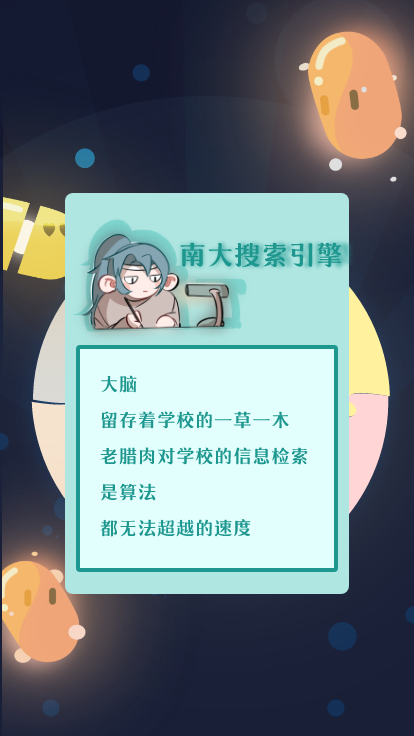 南大搜索引擎
大脑
留存着学校的一草一木
老腊肉对学校的信息检索
是算法
都无法超越的速度